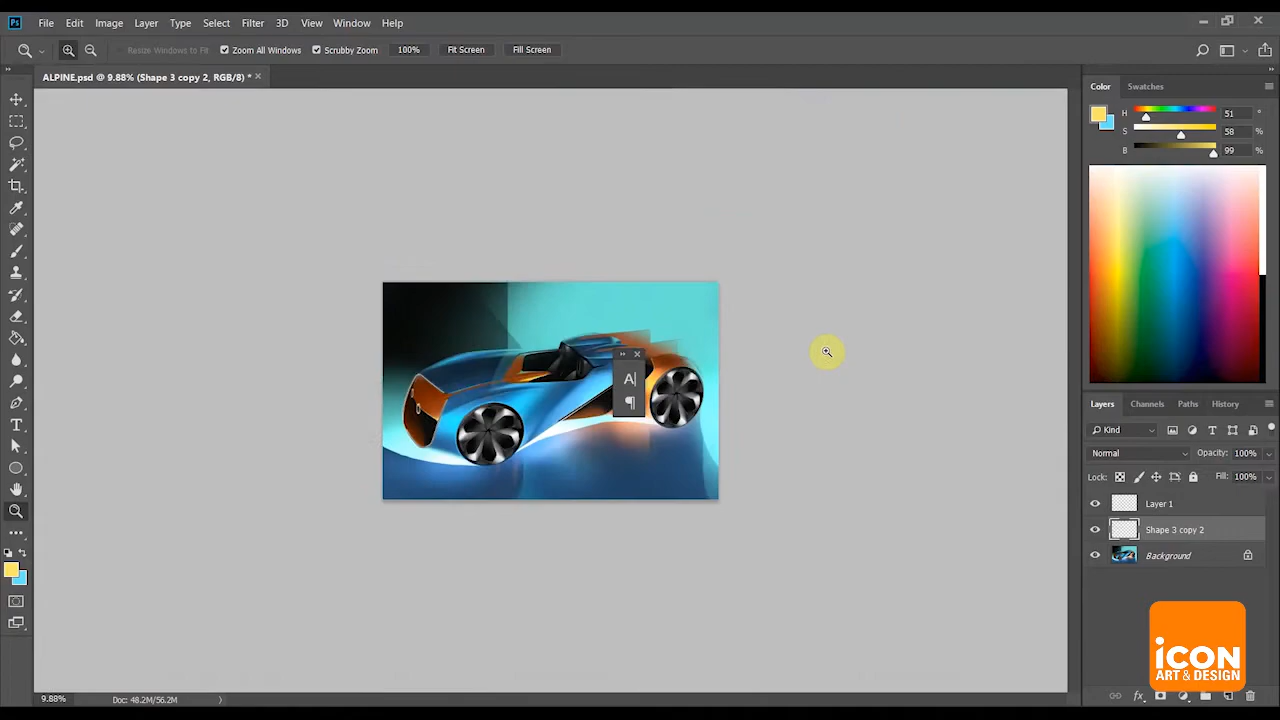 Ps File Edit Image Layer Type Select Filter 3D View Window Help
Resize Windows to Fit Zoom All Windows Scrubby Zoom 100% Fit Screen Fill Screen
ALPINE.psd @ 9.88% (Shape 3 copy 2, RGB/8) *
Color Swatches
H 51 °
S 58 %
B 99 %
A
¶
Layers Channels Paths History
Kind
Normal Opacity: 100%
Lock: Fill: 100%
Layer 1
Shape 3 copy 2
Background
iCON
ART & DESIGN
fx
9.88% Doc: 48.2M/56.2M